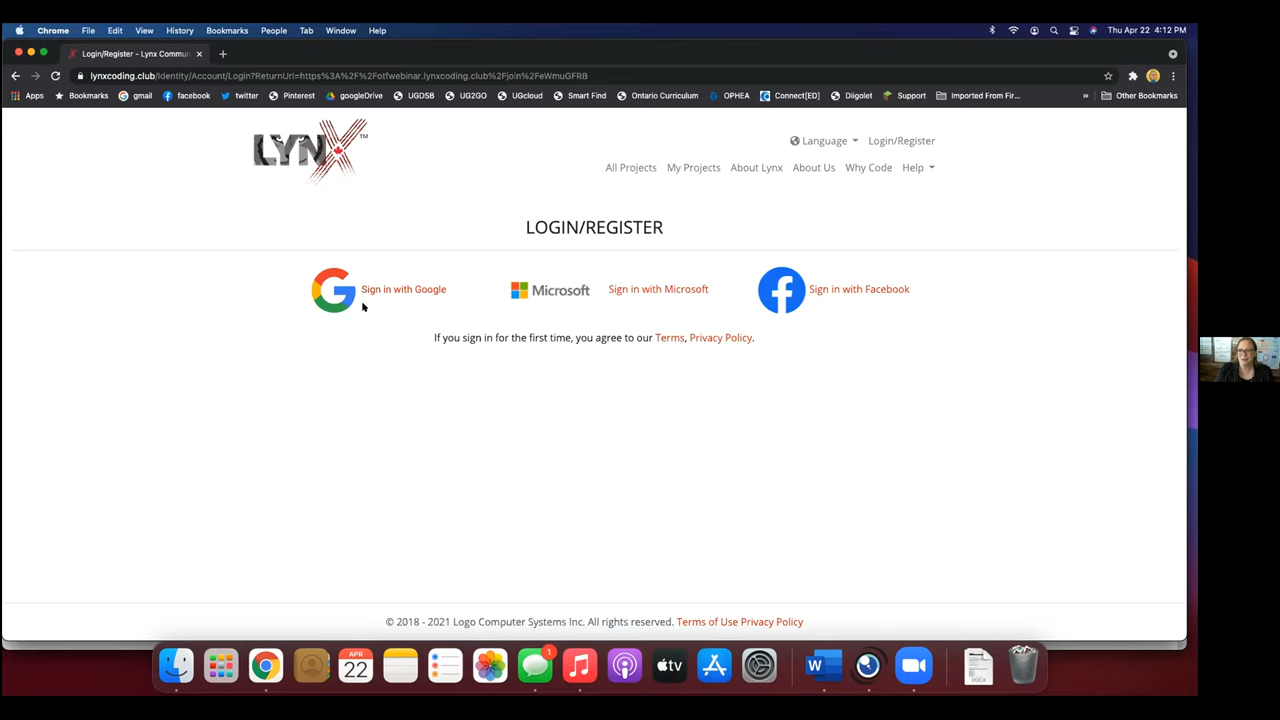 Chrome File Edit View History Bookmarks People Tab Window Help Thu Apr 22 4:12 PM
Login/Register - Lynx Commun
lynxcoding.club/Identity/Account/Login?ReturnUrl=https%3A%2F%2Fotfwebinar.lynxcoding.club%2Fjoin%2FeWmuGFRB
Apps Bookmarks gmail facebook twitter Pinterest googleDrive UGDSB UG2GO UGcloud Smart Find Ontario Curriculum OPHEA Connect[ED] Diigolet Support Imported From Fir... » Other Bookmarks
LYNX™
Language Login/Register
All Projects My Projects About Lynx About Us Why Code Help
LOGIN/REGISTER
Sign in with Google Microsoft Sign in with Microsoft Sign in with Facebook
If you sign in for the first time, you agree to our Terms, Privacy Policy.
© 2018 - 2021 Logo Computer Systems Inc. All rights reserved. Terms of Use Privacy Policy
APR
22
1
tv
W
DOCX